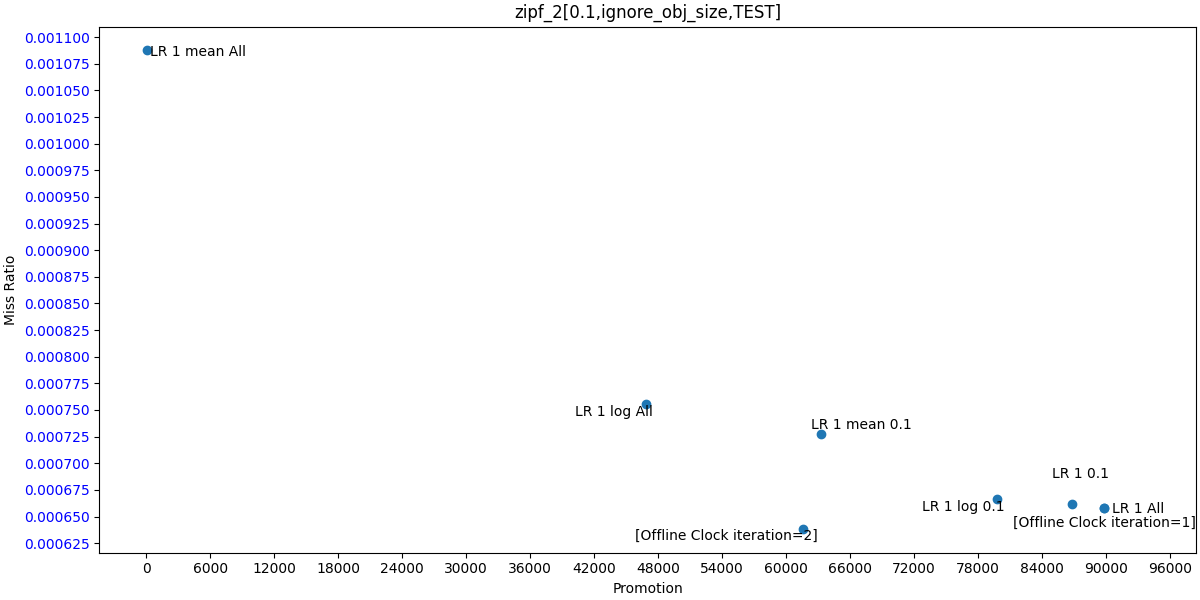 zipf_2[0.1,ignore_obj_size,TEST]
0.001100
0.001075
0.001050
0.001025
0.001000
0.000975
0.000950
0.000925
0.000900
0.000875
0.000850
0.000825
0.000800
0.000775
0.000750
0.000725
0.000700
0.000675
0.000650
0.000625
Miss Ratio
LR 1 mean All
LR 1 log All
LR 1 mean 0.1
LR 1 0.1
LR 1 log 0.1
LR 1 All
[Offline Clock iteration=1]
[Offline Clock iteration=2]
0 6000 12000 18000 24000 30000 36000 42000 48000 54000 60000 66000 72000 78000 84000 90000 96000
Promotion